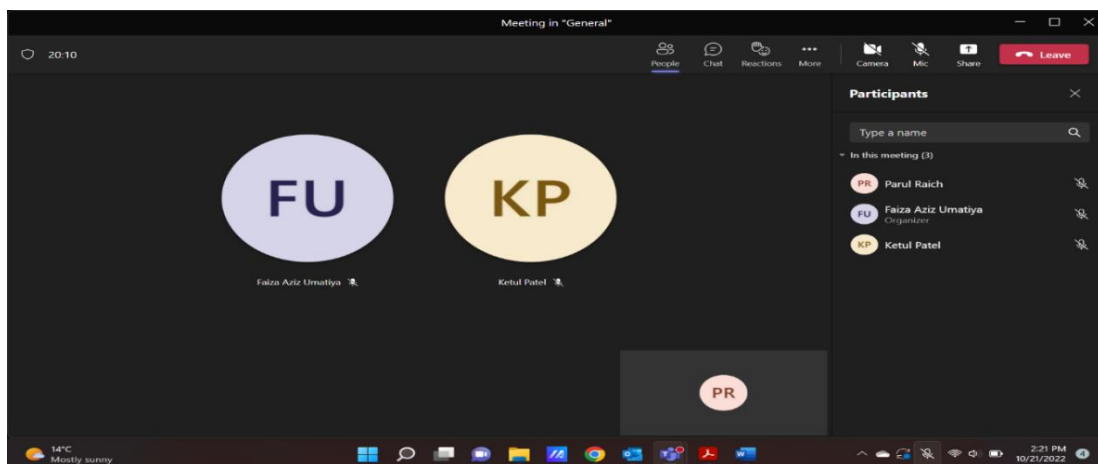 Meeting in "General"
20:10
People Chat Reactions More Camera Mic Share Leave
Participants
Type a name
In this meeting (3)
PR Parul Raich
FU Faiza Aziz Umatiya
Organizer
KP Ketul Patel
FU KP
Faiza Aziz Umatiya Ketul Patel
PR
14°C
Mostly sunny
2:21 PM
10/21/2022 4